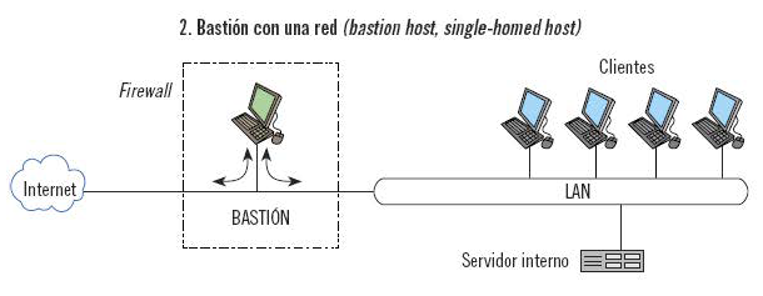 2. Bastión con una red (bastion host, single-homed host)
Clientes
Firewall
Internet
BASTIÓN
LAN
Servidor interno